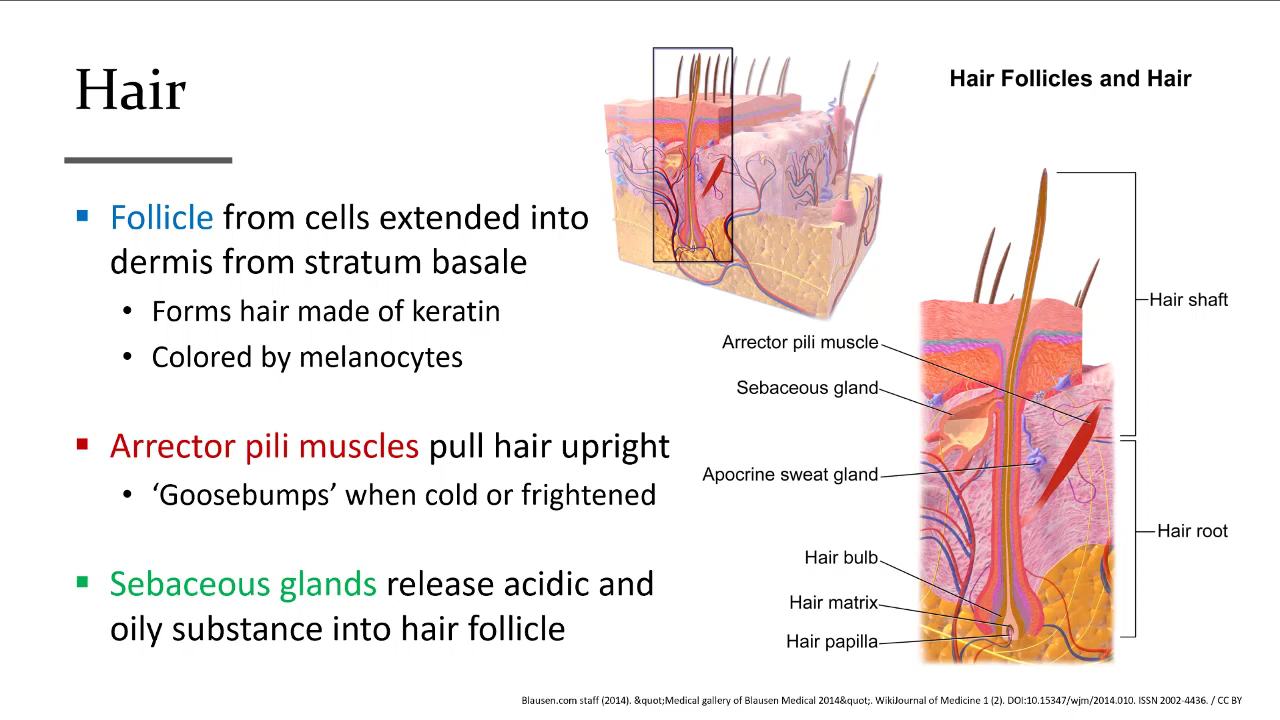 Hair
▪ Follicle from cells extended into
dermis from stratum basale
• Forms hair made of keratin
• Colored by melanocytes
▪ Arrector pili muscles pull hair upright
• ‘Goosebumps’ when cold or frightened
▪ Sebaceous glands release acidic and
oily substance into hair follicle
Hair Follicles and Hair
Hair shaft
Arrector pili muscle
Sebaceous gland
Apocrine sweat gland
Hair root
Hair bulb
Hair matrix
Hair papilla
Blausen.com staff (2014). &quot;Medical gallery of Blausen Medical 2014&quot;. WikiJournal of Medicine 1 (2). DOI:10.15347/wjm/2014.010. ISSN 2002-4436. / CC BY